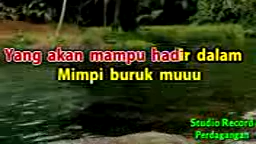 Yang akan mampu hadir dalam
Mimpi buruk muuu
Studio Record
Perdagangan